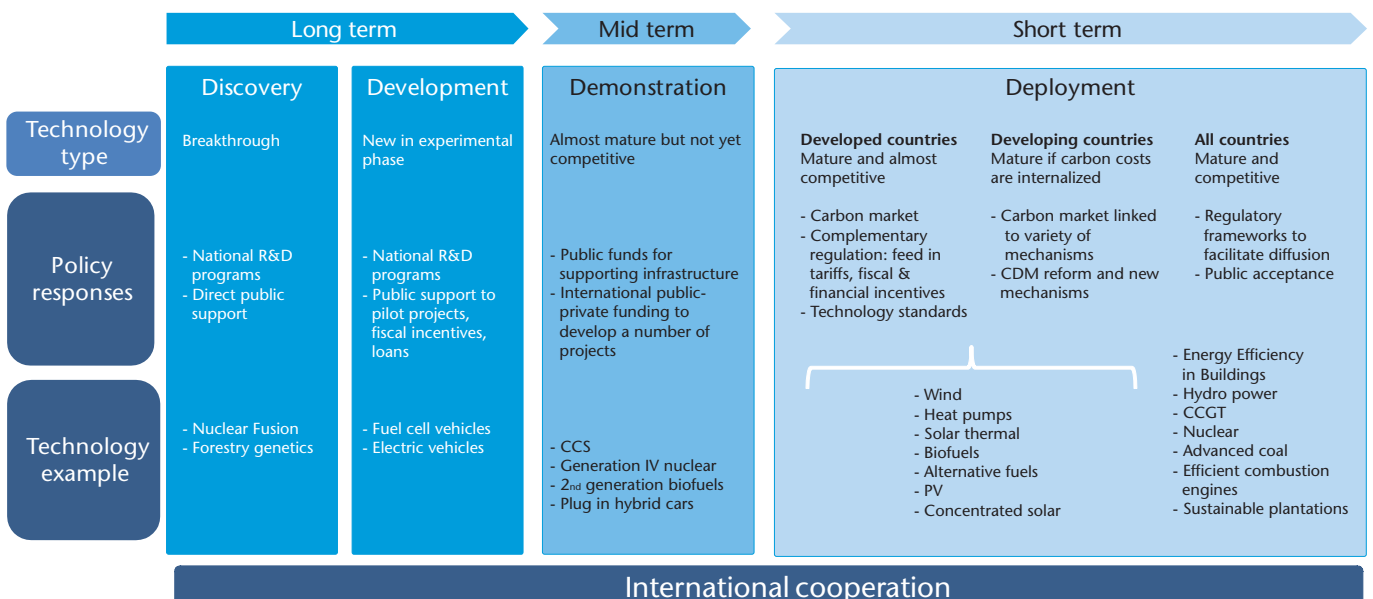 Long term
Mid term
Short term
Discovery
Development
Demonstration
Deployment
Technology
type
Breakthrough
New in experimental
phase
Almost mature but not yet
competitive
Developed countries
Mature and almost
competitive
Developing countries
Mature if carbon costs
are internalized
All countries
Mature and
competitive
Policy
responses
- National R&D
programs
- Direct public
support
- National R&D
programs
- Public support to
pilot projects,
fiscal incentives,
loans
- Public funds for
supporting infrastructure
- International public-
private funding to
develop a number of
projects
- Carbon market
- Complementary
regulation: feed in
tariffs, fiscal &
financial incentives
- Technology standards
- Carbon market linked
to variety of
mechanisms
- CDM reform and new
mechanisms
- Regulatory
frameworks to
facilitate diffusion
- Public acceptance
Technology
example
- Nuclear Fusion
- Forestry genetics
- Fuel cell vehicles
- Electric vehicles
- CCS
- Generation IV nuclear
- 2nd generation biofuels
- Plug in hybrid cars
- Wind
- Heat pumps
- Solar thermal
- Biofuels
- Alternative fuels
- PV
- Concentrated solar
- Energy Efficiency
in Buildings
- Hydro power
- CCGT
- Nuclear
- Advanced coal
- Efficient combustion
engines
- Sustainable plantations
International cooperation